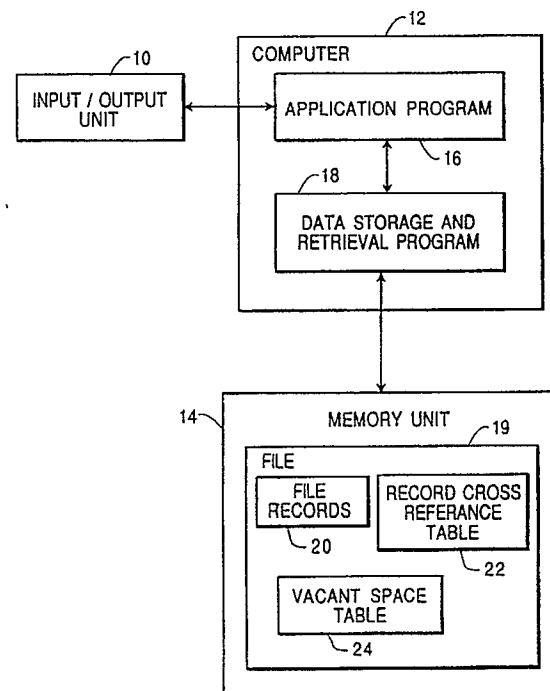 10
INPUT / OUTPUT
UNIT
12
COMPUTER
APPLICATION PROGRAM
16
18
DATA STORAGE AND
RETRIEVAL PROGRAM
14
MEMORY UNIT
19
FILE
FILE
RECORDS
20
RECORD CROSS
REFERANCE
TABLE
22
VACANT SPACE
TABLE
24